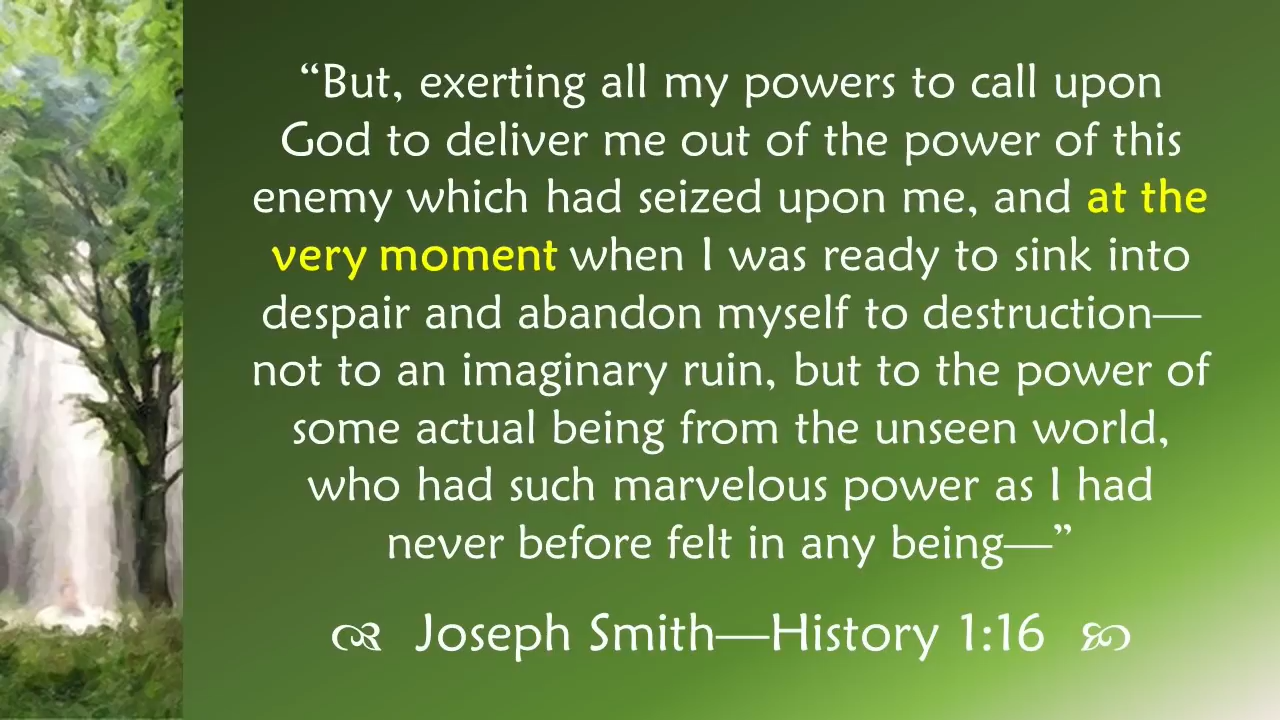 “But, exerting all my powers to call upon
God to deliver me out of the power of this
enemy which had seized upon me, and at the
very moment when I was ready to sink into
despair and abandon myself to destruction—
not to an imaginary ruin, but to the power of
some actual being from the unseen world,
who had such marvelous power as I had
never before felt in any being—”
Joseph Smith—History 1:16